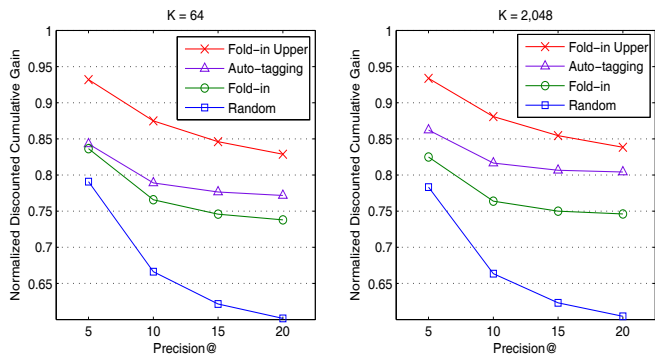 K = 64
Normalized Discounted Cumulative Gain
1
0.95
0.9
0.85
0.8
0.75
0.7
0.65
5 10 15 20
Precision@
Fold−in Upper
Auto−tagging
Fold−in
Random
K = 2,048
Normalized Discounted Cumulative Gain
1
0.95
0.9
0.85
0.8
0.75
0.7
0.65
5 10 15 20
Precision@
Fold−in Upper
Auto−tagging
Fold−in
Random